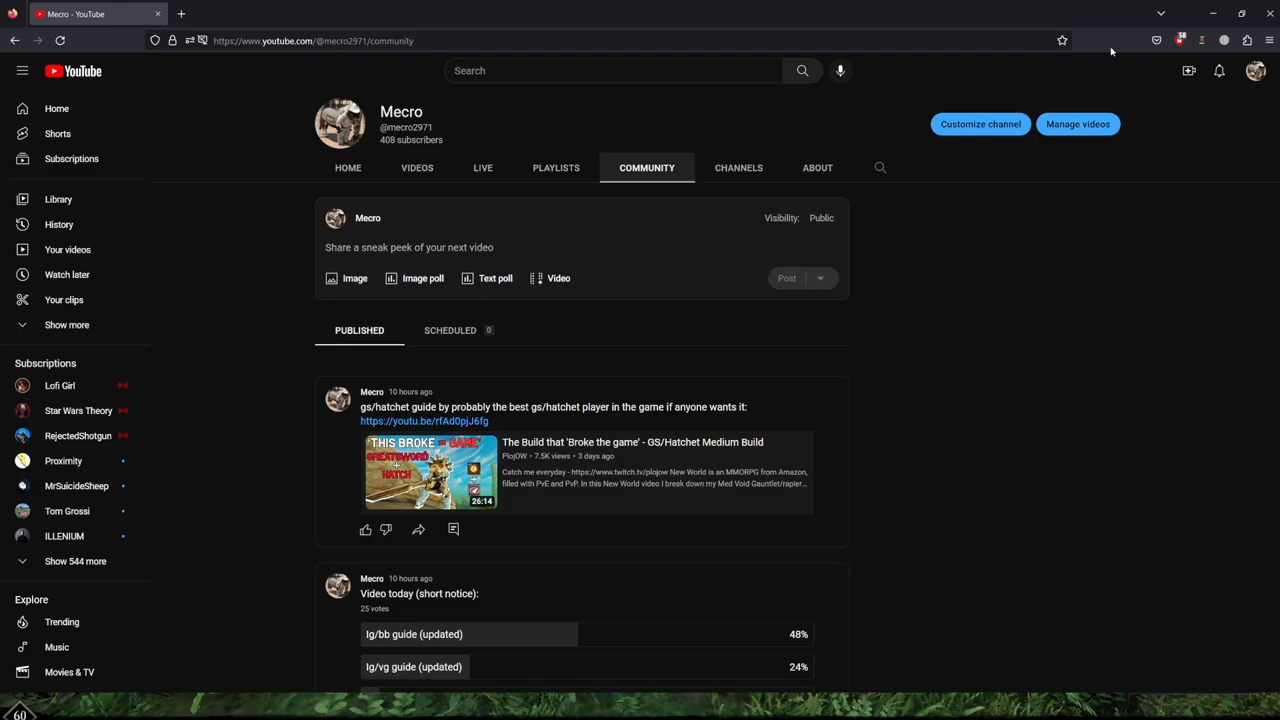 Mecro - YouTube
https://www.youtube.com/@mecro2971/community
58
YouTube
Search
Home
Shorts
Subscriptions
Library
History
Your videos
Watch later
Your clips
Show more
Subscriptions
Lofi Girl
Star Wars Theory
RejectedShotgun
Proximity
MrSuicideSheep
Tom Grossi
ILLENIUM
Show 544 more
Explore
Trending
Music
Movies & TV
60
Mecro
@mecro2971
408 subscribers
Customize channel
Manage videos
HOME VIDEOS LIVE PLAYLISTS COMMUNITY CHANNELS ABOUT
Mecro
Visibility: Public
Share a sneak peek of your next video
Image Image poll Text poll Video Post
PUBLISHED SCHEDULED 0
Mecro 10 hours ago
gs/hatchet guide by probably the best gs/hatchet player in the game if anyone wants it:
https://youtu.be/rfAd0pjJ6fg
'THIS BROKE THE GAME'
GREATSWORD
+
HATCH
26:14
The Build that 'Broke the game' - GS/Hatchet Medium Build
PlojOW • 7.5K views • 3 days ago
Catch me everyday - https://www.twitch.tv/plojow New World is an MMORPG from Amazon,
filled with PvE and PvP. In this New World video I break down my Med Void Gauntlet/rapier...
Mecro 10 hours ago
Video today (short notice):
25 votes
Ig/bb guide (updated) 48%
Ig/vg guide (updated) 24%